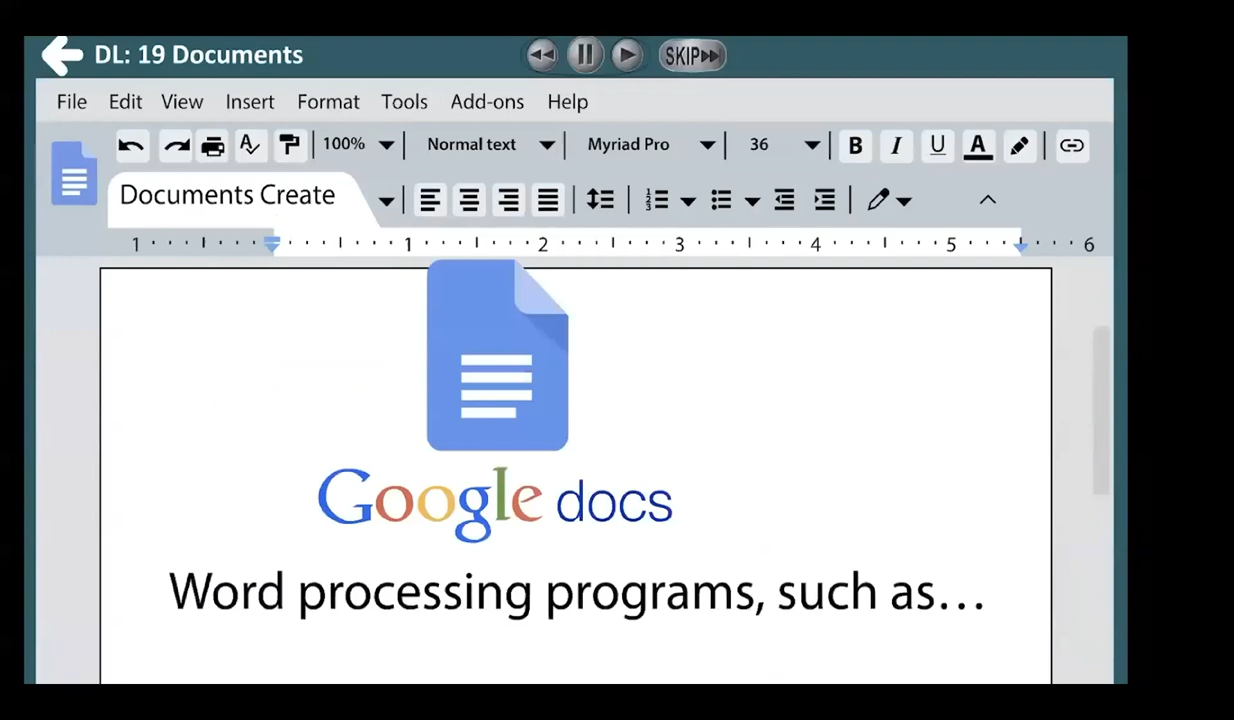 DL: 19 Documents
SKIP
File Edit View Insert Format Tools Add-ons Help
100% Normal text Myriad Pro 36 B I U A
Documents Create
1 1 2 3 4 5 6
Google docs
Word processing programs, such as…